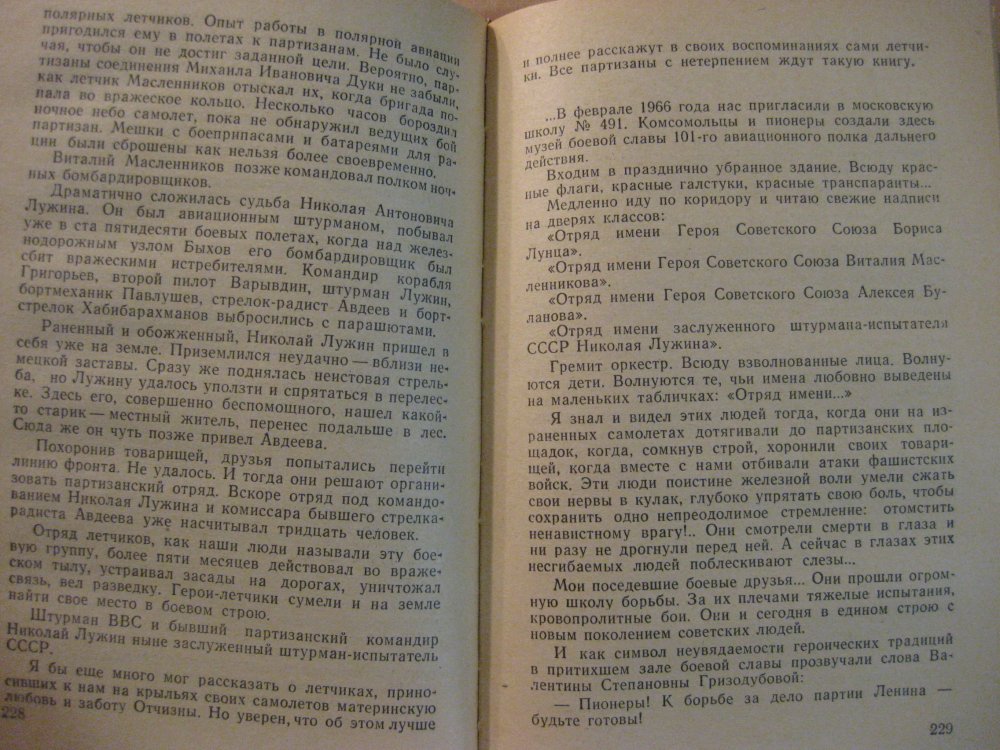 полярных летчиков. Опыт работы в полярной авиации
пригодился ему в полетах к партизанам. Не было слу-
чая, чтобы он не достиг заданной цели. Вероятно, пар-
тизаны соединения Михаила Ивановича Дуки не забыли,
как летчик Масленников отыскал их, когда бригада по-
пала во вражеское кольцо. Несколько часов бороздил
ночное небо самолет, пока не обнаружил ведущих бой
партизан. Мешки с боеприпасами и батареями для ра-
ции были сброшены как нельзя более своевременно.
Виталий Масленников позже командовал полком ноч-
ных бомбардировщиков.
Драматично сложилась судьба Николая Антоновича
Лужина. Он был авиационным штурманом, побывал
уже в ста пятидесяти боевых полетах, когда над желез-
нодорожным узлом Быхов его бомбардировщик был
сбит вражескими истребителями. Командир корабля
Григорьев, второй пилот Варывдин, штурман Лужин,
бортмеханик Павлушев, стрелок-радист Авдеев и борт-
стрелок Хабибарахманов выбросились с парашютами.
Раненный и обожженный, Николай Лужин пришел в
себя уже на земле. Приземлился неудачно — вблизи не-
мецкой заставы. Сразу же поднялась неистовая стрель-
ба, но Лужину удалось уползти и спрятаться в перелес-
ке. Здесь его, совершенно беспомощного, нашел какой-
то старик — местный житель, перенес подальше в лес.
Сюда же он чуть позже привел Авдеева.
Похоронив товарищей, друзья попытались перейти
линию фронта. Не удалось. И тогда они решают органи-
зовать партизанский отряд. Вскоре отряд под командо-
ванием Николая Лужина и комиссара бывшего стрелка-
радиста Авдеева уже насчитывал тридцать человек.
Отряд летчиков, как наши люди называли эту бое-
вую группу, более пяти месяцев действовал во враже-
ском тылу, устраивал засады на дорогах, уничтожал
связь, вел разведку. Герои-летчики сумели и на земле
найти свое место в боевом строю.
Штурман ВВС и бывший партизанский командир
Николай Лужин ныне заслуженный штурман-испытатель
СССР.
Я бы еще много мог рассказать о летчиках, прино-
сивших к нам на крыльях своих самолетов материнскую
любовь и заботу Отчизны. Но уверен, что об этом лучше
228
и полнее расскажут в своих воспоминаниях сами летчи-
ки. Все партизаны с нетерпением ждут такую книгу.
...В феврале 1966 года нас пригласили в московскую
школу № 491. Комсомольцы и пионеры создали здесь
музей боевой славы 101-го авиационного полка дальнего
действия.
Входим в празднично убранное здание. Всюду крас-
ные флаги, красные галстуки, красные транспаранты...
Медленно иду по коридору и читаю свежие надписи
на дверях классов:
«Отряд имени Героя Советского Союза Бориса
Лунца».
«Отряд имени Героя Советского Союза Виталия Мас-
ленникова».
«Отряд имени Героя Советского Союза Алексея Бу-
ланова».
«Отряд имени заслуженного штурмана-испытателя
СССР Николая Лужина».
Гремит оркестр. Всюду взволнованные лица. Волну-
ются дети. Волнуются те, чьи имена любовно выведены
на маленьких табличках: «Отряд имени...»
Я знал и видел этих людей тогда, когда они на из-
раненных самолетах дотягивали до партизанских пло-
щадок, когда, сомкнув строй, хоронили своих товари-
щей, когда вместе с нами отбивали атаки фашистских
войск. Эти люди поистине железной воли умели сжать
свои нервы в кулак, глубоко упрятать свою боль, чтобы
сохранить одно непреодолимое стремление: отомстить
ненавистному врагу!.. Они смотрели смерти в глаза и
ни разу не дрогнули перед ней. А сейчас в глазах этих
несгибаемых людей поблескивают слезы...
Мои поседевшие боевые друзья... Они прошли огром-
ную школу борьбы. За их плечами тяжелые испытания,
кровопролитные бои. Они и сегодня в едином строю с
новым поколением советских людей.
И как символ неувядаемости героических традиций
в притихшем зале боевой славы прозвучали слова Ва-
лентины Степановны Гризодубовой:
— Пионеры! К борьбе за дело партии Ленина —
будьте готовы!
229